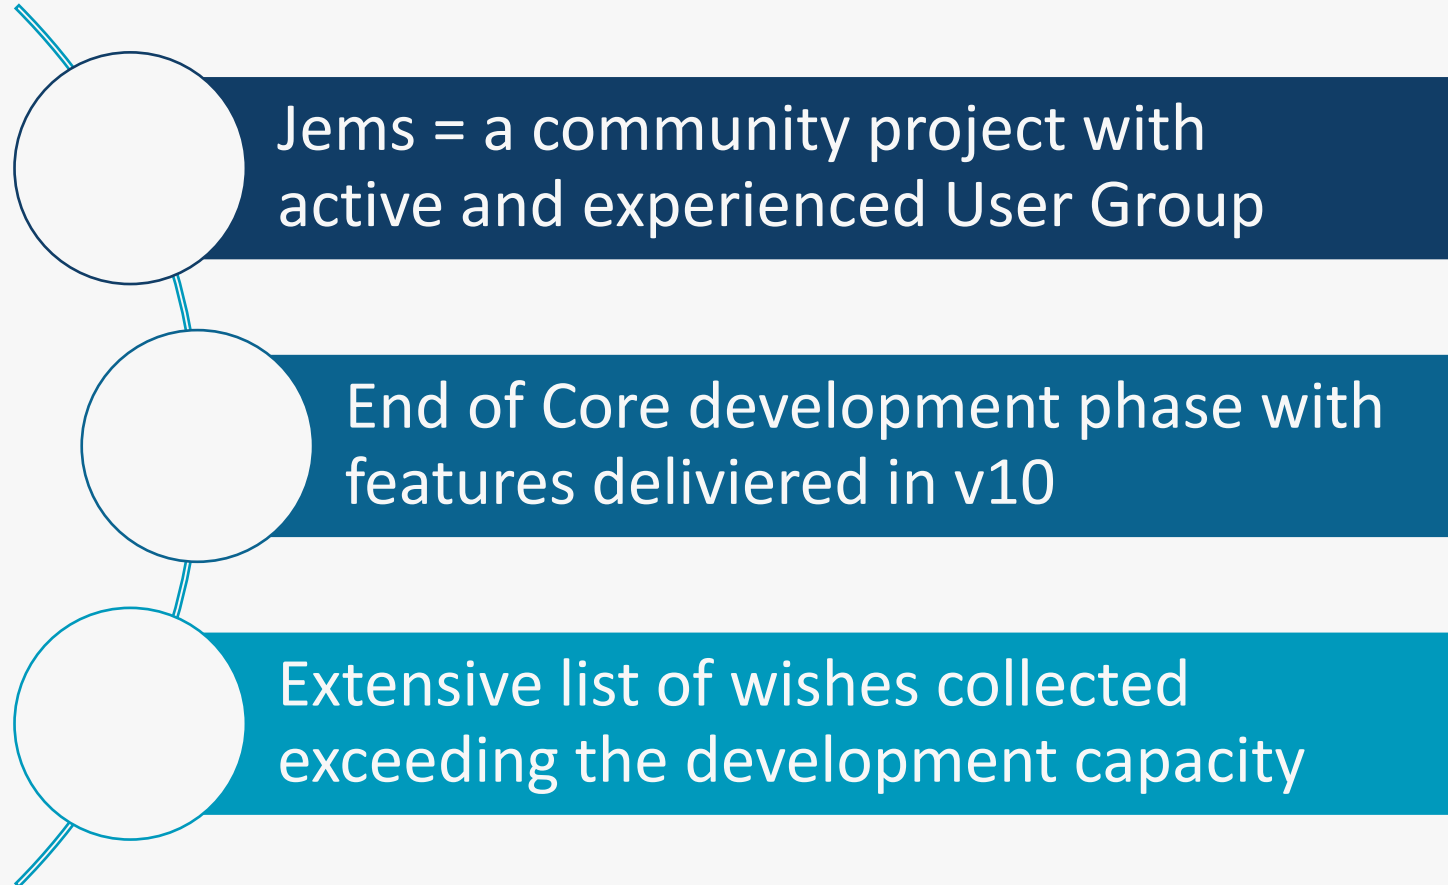 Jems = a community project with
active and experienced User Group
End of Core development phase with
features deliviered in v10
Extensive list of wishes collected
exceeding the development capacity